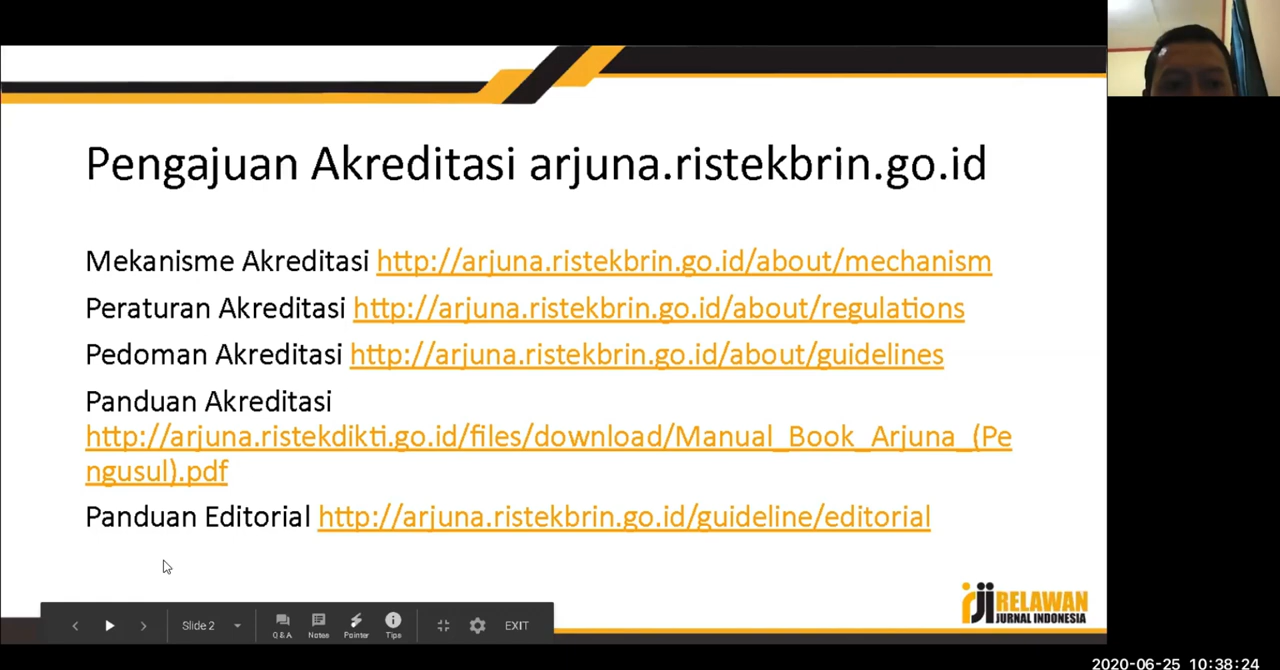 Pengajuan Akreditasi arjuna.ristekbrin.go.id
Mekanisme Akreditasi http://arjuna.ristekbrin.go.id/about/mechanism
Peraturan Akreditasi http://arjuna.ristekbrin.go.id/about/regulations
Pedoman Akreditasi http://arjuna.ristekbrin.go.id/about/guidelines
Panduan Akreditasi
http://arjuna.ristekdikti.go.id/files/download/Manual_Book_Arjuna_(Pe
ngusul).pdf
Panduan Editorial http://arjuna.ristekbrin.go.id/guideline/editorial
rji RELAWAN
JURNAL INDONESIA
Slide 2
Q&A Notes Pointer Tips EXIT
2020-06-25 10:38:24